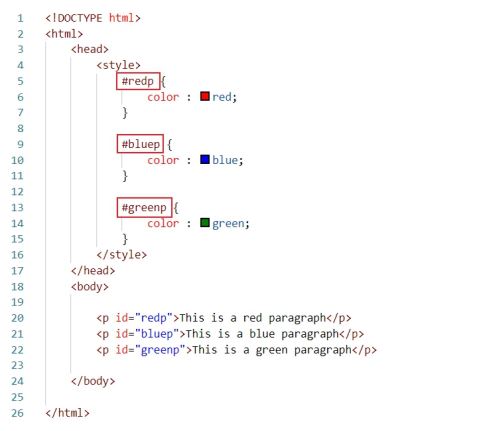 1 <!DOCTYPE html>
2 <html>
3 <head>
4 <style>
5 #redp {
6 color : red;
7 }
8
9 #bluep {
10 color : blue;
11 }
12
13 #greenp {
14 color : green;
15 }
16 </style>
17 </head>
18 <body>
19
20 <p id="redp">This is a red paragraph</p>
21 <p id="bluep">This is a blue paragraph</p>
22 <p id="greenp">This is a green paragraph</p>
23
24 </body>
25
26 </html>